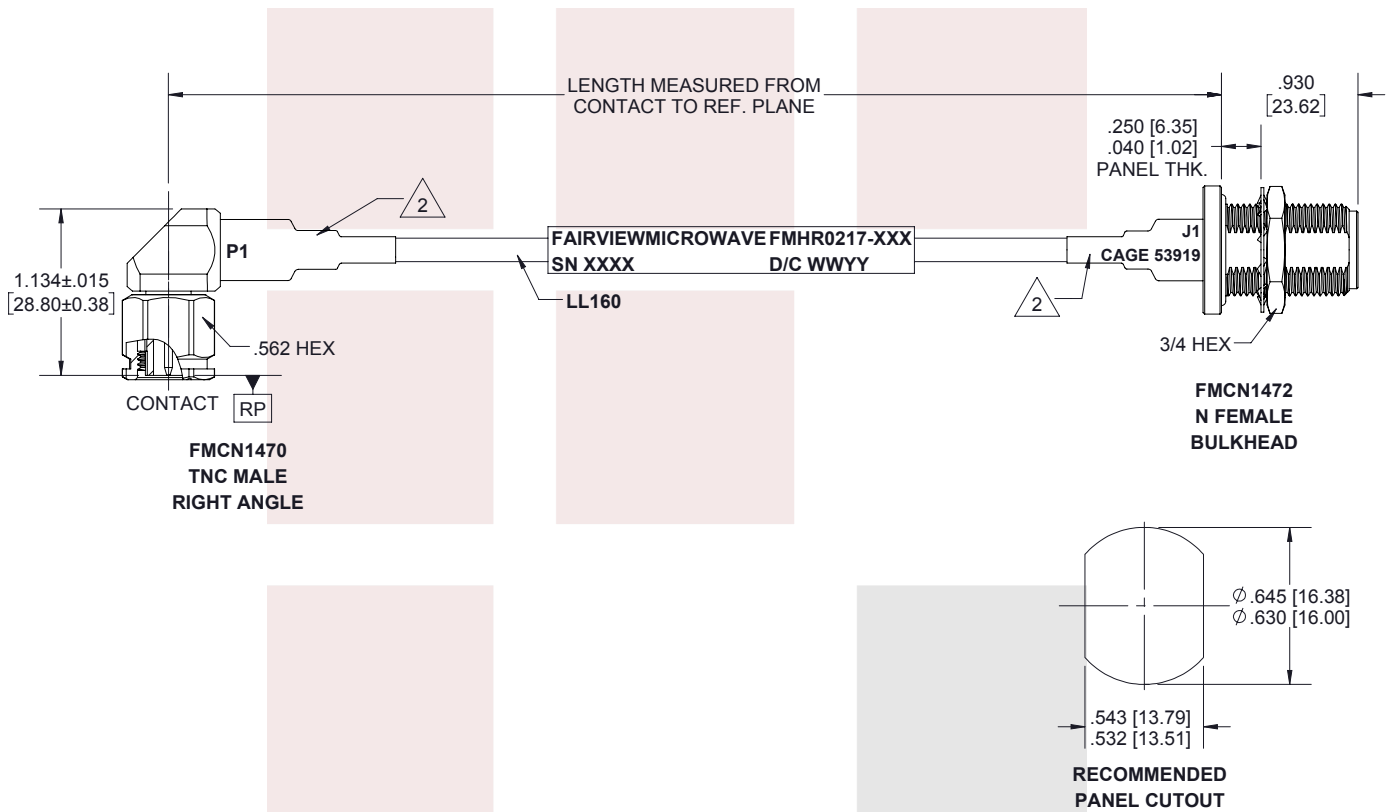 LENGTH MEASURED FROM
CONTACT TO REF. PLANE
.930
[23.62]
.250 [6.35]
.040 [1.02]
PANEL THK.
2
P1
FAIRVIEWMICROWAVE FMHR0217-XXX
SN XXXX D/C WWYY
J1
CAGE 53919
1.134±.015
[28.80±0.38]
LL160
2
.562 HEX
3/4 HEX
CONTACT
RP
FMCN1470
TNC MALE
RIGHT ANGLE
FMCN1472
N FEMALE
BULKHEAD
∅.645 [16.38]
∅.630 [16.00]
.543 [13.79]
.532 [13.51]
RECOMMENDED
PANEL CUTOUT